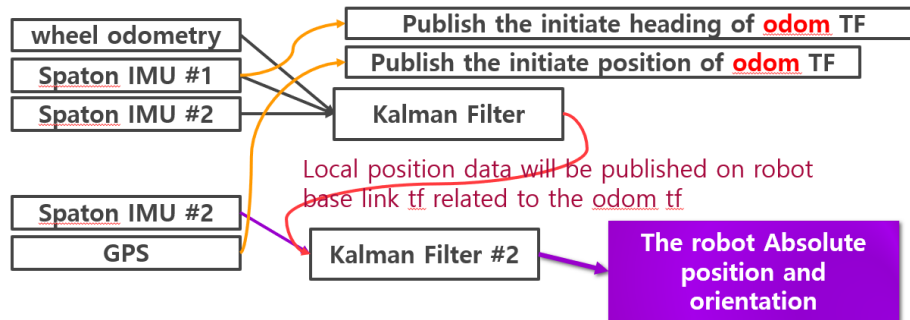 Publish the initiate heading of odom TF
wheel odometry
Publish the initiate position of odom TF
Spaton IMU #1
Spaton IMU #2
Kalman Filter
Local position data will be published on robot
base link tf related to the odom tf
Spaton IMU #2
GPS
Kalman Filter #2
The robot Absolute
position and
orientation